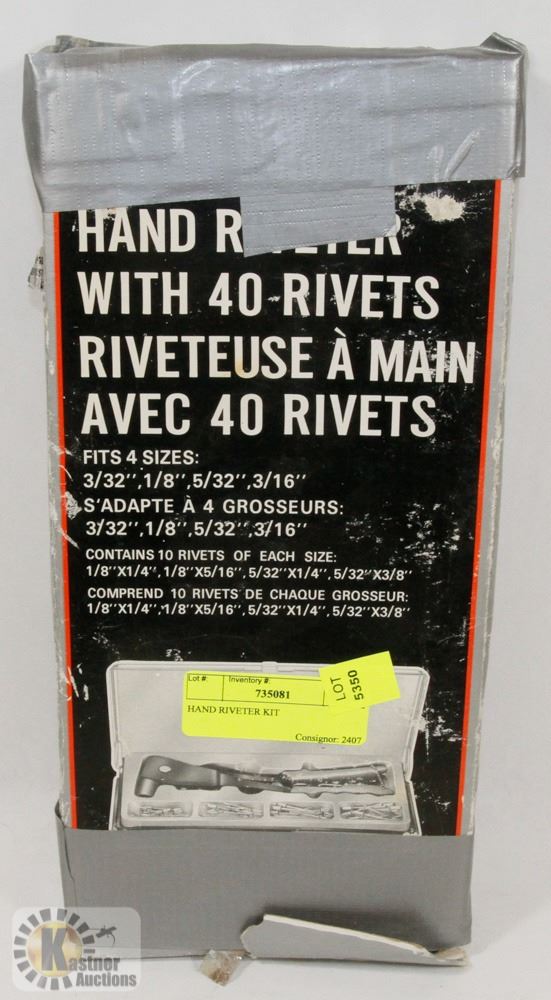 HAND R
WITH 40 RIVETS
RIVETEUSE À MAIN
AVEC 40 RIVETS
FITS 4 SIZES:
3/32'',1/8'',5/32'',3/16''
S'ADAPTE À 4 GROSSEURS:
3/32'',1/8'',5/32'',3/16''
CONTAINS 10 RIVETS OF EACH SIZE:
1/8''X1/4'',1/8''X5/16'',5/32''X1/4'',5/32''X3/8''
COMPREND 10 RIVETS DE CHAQUE GROSSEUR:
1/8''X1/4'',1/8''X5/16'',5/32''X1/4'',5/32''X3/8''
Lot #: Inventory #:
735081
HAND RIVETER KIT
Consignor: 2407
LOT
5350
Kastner
Auctions